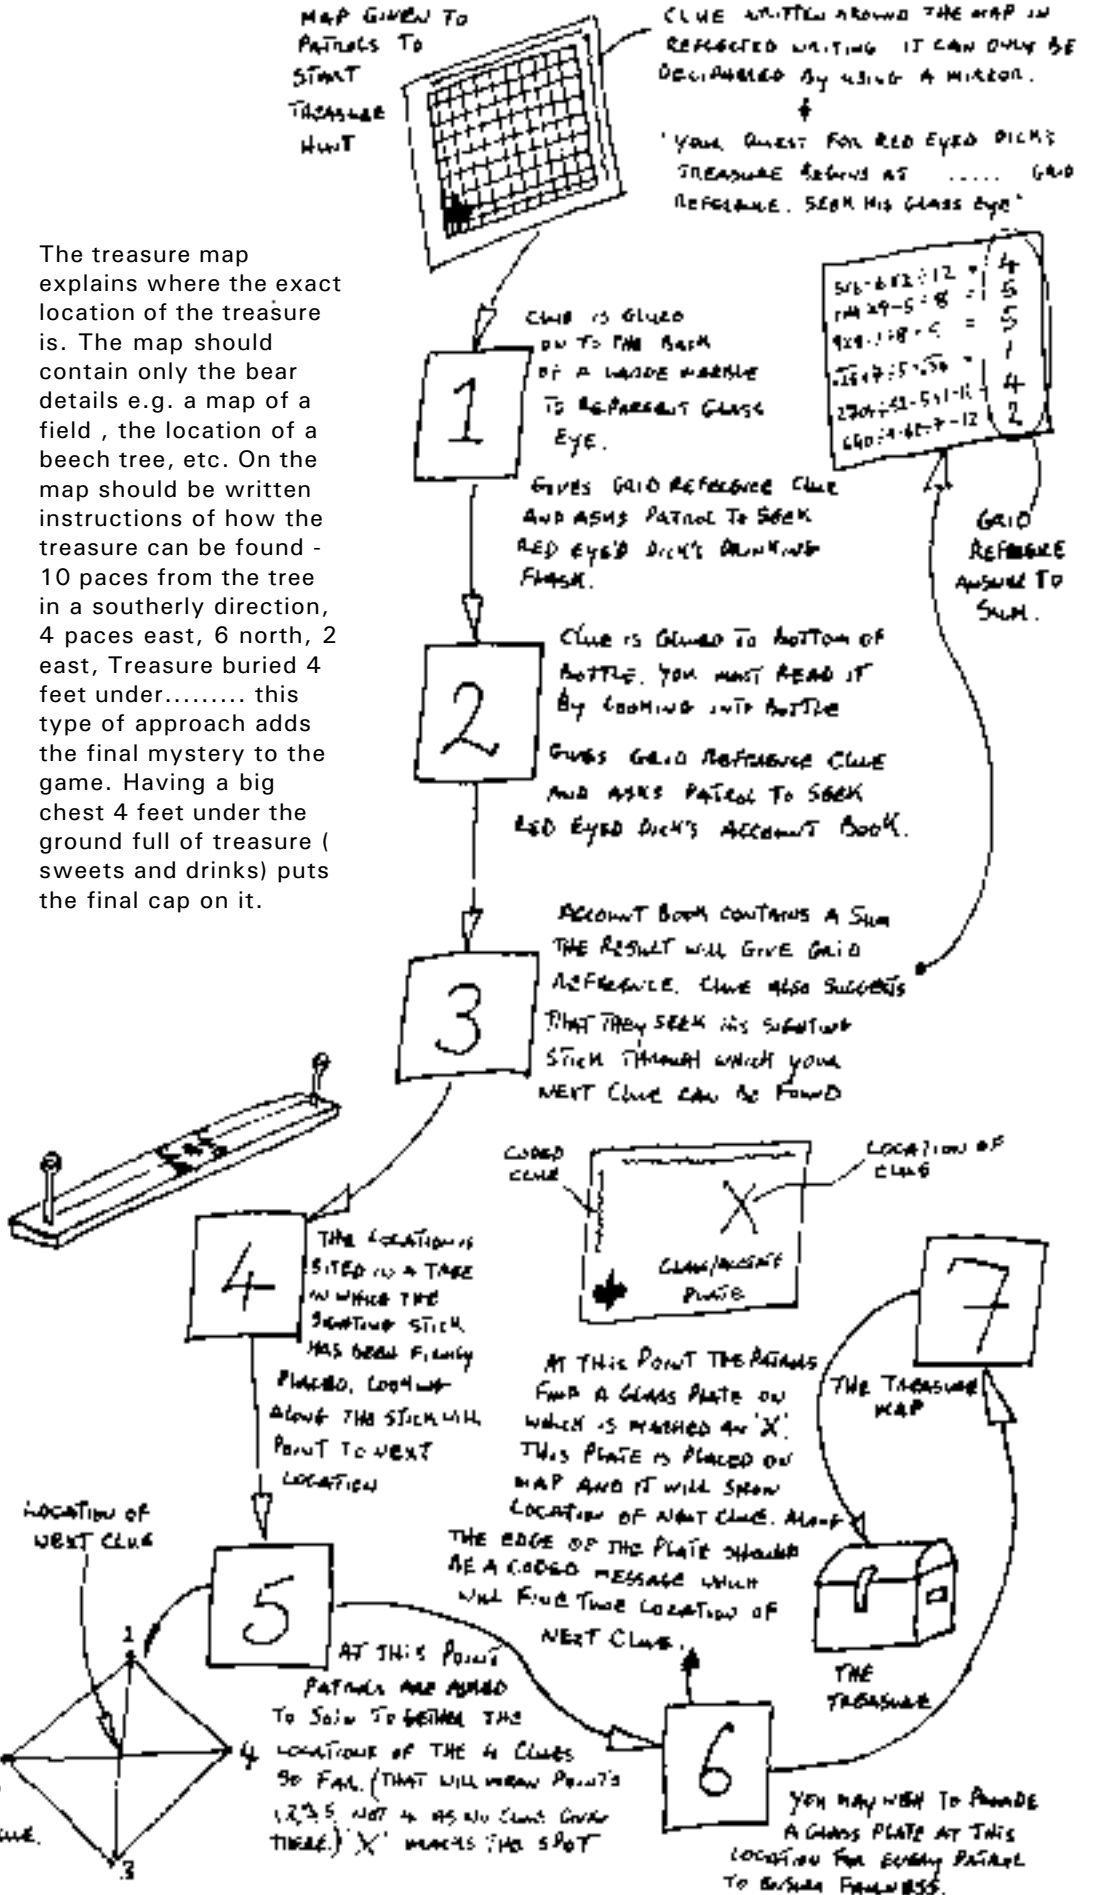 MAP GIVEN TO
PATROLS TO
START
TREASURE
HUNT
CLUE WRITTEN AROUND THE MAP IN
REFLECTED WRITING IT CAN ONLY BE
DECIPHERED BY USING A MIRROR.
'YOUR QUEST FOR RED EYED DICK'S
TREASURE BEGINS AT ..... GRID
REFERENCE. SEEK HIS GLASS EYE'
The treasure map
explains where the exact
location of the treasure
is. The map should
contain only the bear
details e.g. a map of a
field , the location of a
beech tree, etc. On the
map should be written
instructions of how the
treasure can be found -
10 paces from the tree
in a southerly direction,
4 paces east, 6 north, 2
east, Treasure buried 4
feet under......... this
type of approach adds
the final mystery to the
game. Having a big
chest 4 feet under the
ground full of treasure (
sweets and drinks) puts
the final cap on it.
4
5
5
1
4
2
GRID
REFERENCE
ANSWER TO
SUM.
1
CLUE IS GLUED
ON TO THE BACK
OF A LARGE MARBLE
TO REPRESENT GLASS
EYE.
GIVES GRID REFERENCE CLUE
AND ASKS PATROL TO SEEK
RED EYE'D DICK'S DRINKING
FLASK.
2
CLUE IS GLUED TO BOTTOM OF
BOTTLE. YOU MUST READ IT
BY LOOKING INTO BOTTLE
GIVES GRID REFERENCE CLUE
AND ASKS PATROL TO SEEK
RED EYED DICK'S ACCOUNT BOOK.
3
ACCOUNT BOOK CONTAINS A SUM
THE RESULT WILL GIVE GRID
REFERENCE. CLUE ALSO SUGGESTS
THAT THEY SEEK HIS SIGHTING
STICK THROUGH WHICH YOUR
NEXT CLUE CAN BE FOUND
4
THE LOCATION IS
SITED IN A TREE
IN WHICH THE
SIGHTING STICK
HAS BEEN FIRMLY
PLACED. LOOKING
ALONG THE STICK WILL
POINT TO NEXT
LOCATION
CODED
CLUE
LOCATION OF
CLUE
X
PLATE
AT THIS POINT THE PATROLS
FIND A GLASS PLATE ON
WHICH IS MARKED AN 'X'.
THIS PLATE IS PLACED ON
MAP AND IT WILL SHOW
LOCATION OF NEXT CLUE. ALONG
THE EDGE OF THE PLATE SHOULD
BE A CODED MESSAGE WHICH
WILL FINE TUNE LOCATION OF
NEXT CLUE.
7
THE TREASURE
MAP
THE
TREASURE
5
LOCATION OF
NEXT CLUE
1
4
3
AT THIS POINT
PATROLS ARE ASKED
TO JOIN TOGETHER THE
LOCATIONS OF THE 4 CLUES
SO FAR. (THAT WILL MEAN POINTS
1,2,3,5, NOT 4 AS NO CLUE GIVEN
THERE.) 'X' MARKS THE SPOT
6
YOU MAY WISH TO PROVIDE
A GLASS PLATE AT THIS
LOCATION FOR EVERY PATROL
TO ENSURE FAIRNESS.